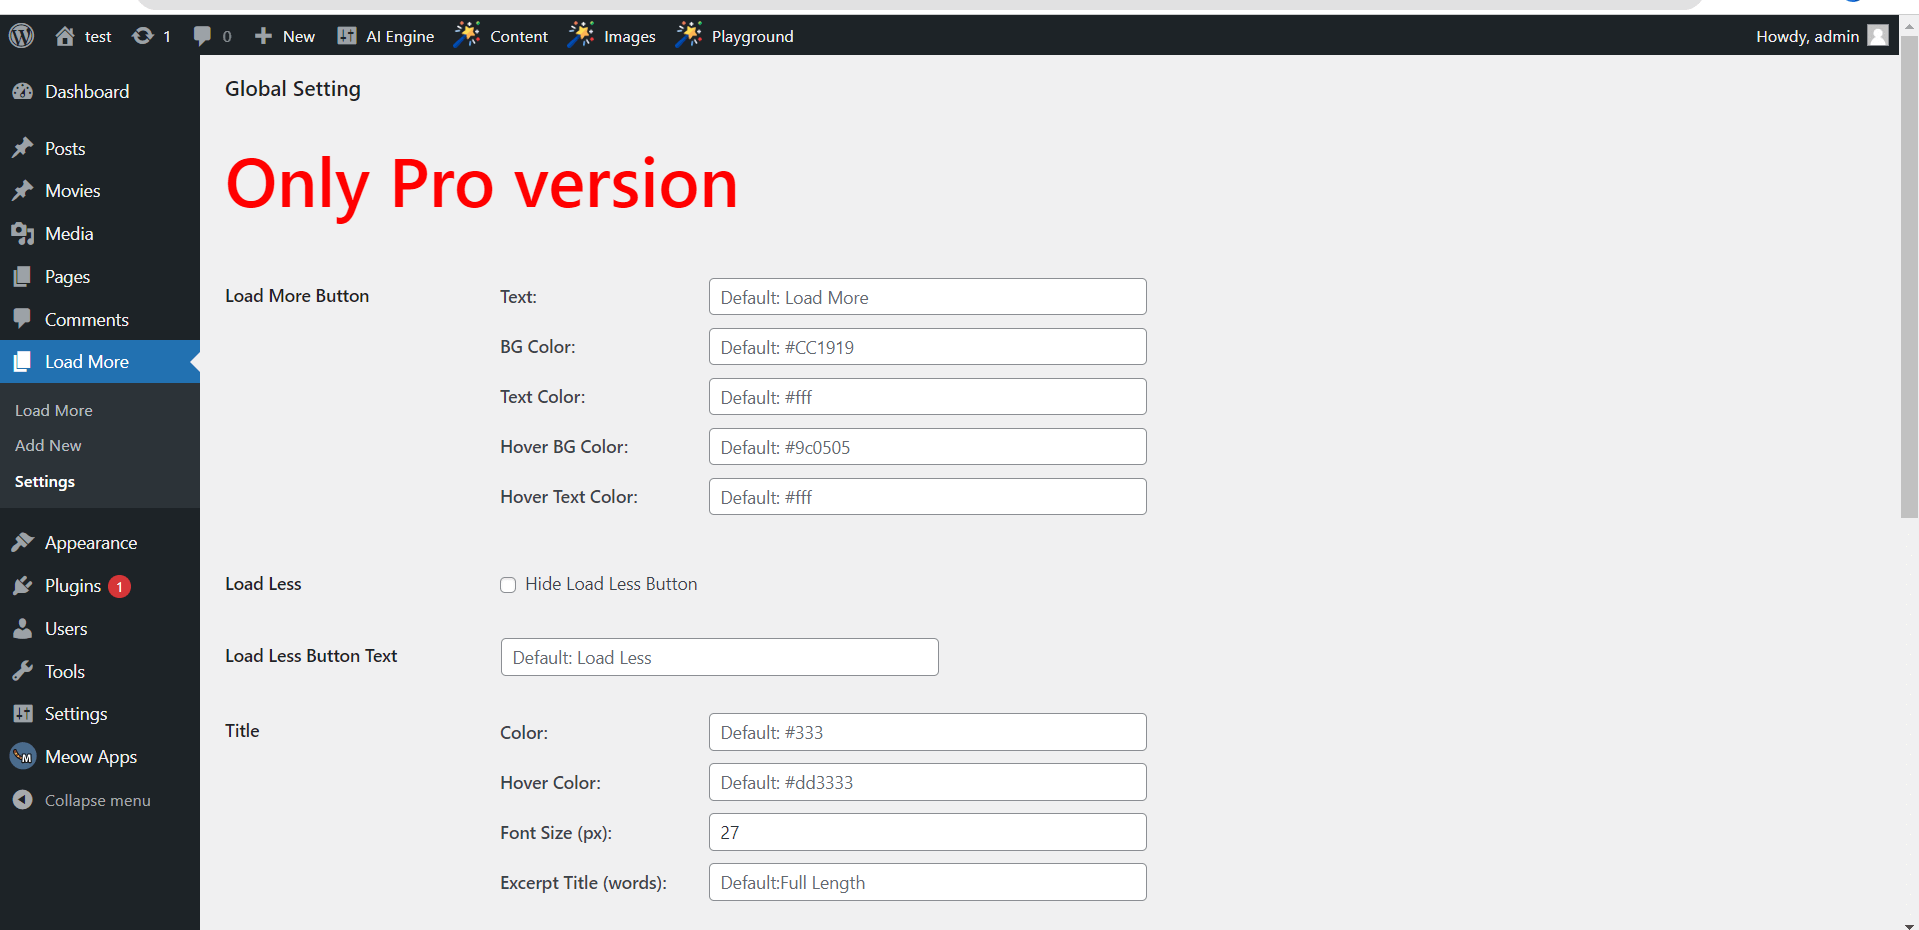 test 1 0 New AI Engine Content Images Playground Howdy, admin
Dashboard
Posts
Movies
Media
Pages
Comments
Load More
Load More
Add New
Settings
Appearance
Plugins 1
Users
Tools
Settings
M Meow Apps
Collapse menu
Global Setting
Only Pro version
Load More Button
Text: Default: Load More
BG Color: Default: #CC1919
Text Color: Default: #fff
Hover BG Color: Default: #9c0505
Hover Text Color: Default: #fff
Load Less Hide Load Less Button
Load Less Button Text Default: Load Less
Title
Color: Default: #333
Hover Color: Default: #dd3333
Font Size (px): 27
Excerpt Title (words): Default:Full Length